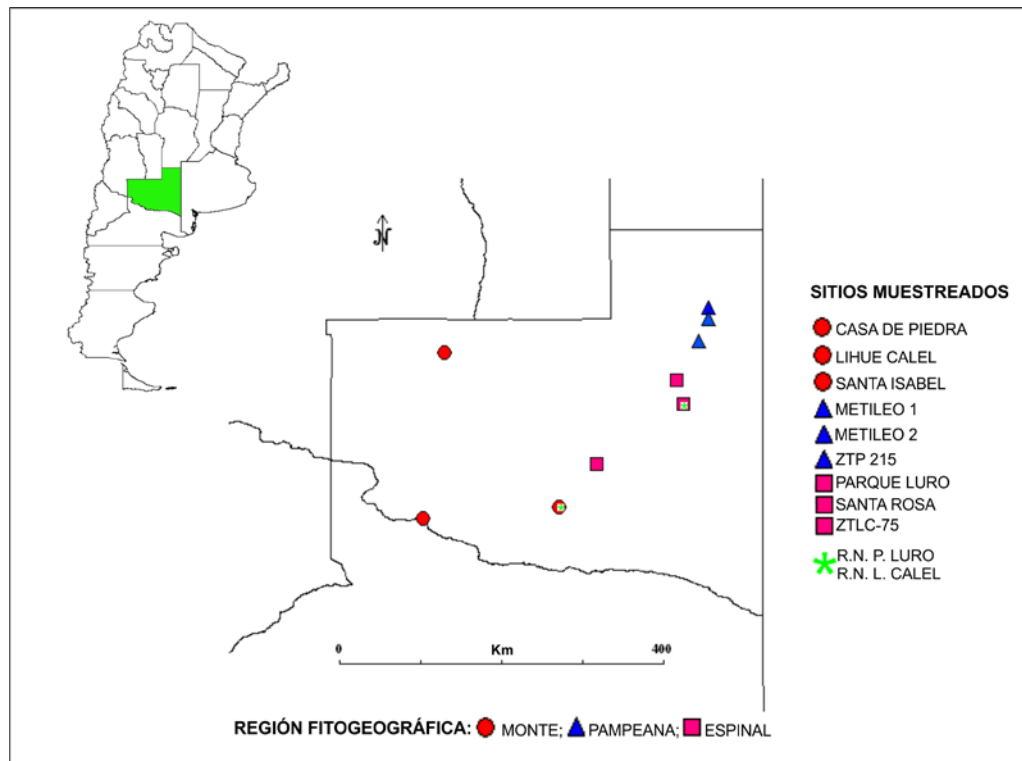 N
SITIOS MUESTREADOS
CASA DE PIEDRA
LIHUE CALEL
SANTA ISABEL
METILEO 1
METILEO 2
ZTP 215
PARQUE LURO
SANTA ROSA
ZTLC-75
R.N. P. LURO
R.N. L. CALEL
0 Km 400
REGIÓN FITOGEOGRÁFICA: MONTE; PAMPEANA; ESPINAL